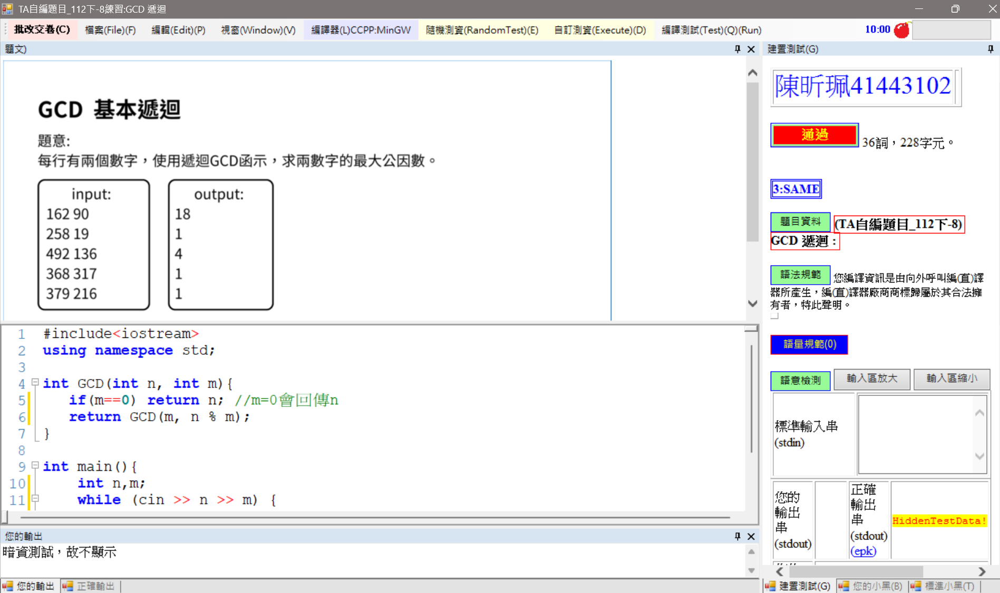 TA自編題目_112下-8練習:GCD 遞迴
批改交卷(C) 檔案(File)(F) 編輯(Edit)(P) 視窗(Window)(V) 編譯器(L)CCPP:MinGW 隨機測資(RandomTest)(E) 自訂測資(Execute)(D) 編譯測試(Test)(Q)(Run) 10:00
題文)
GCD 基本遞迴
題意:
每行有兩個數字，使用遞迴GCD函示，求兩數字的最大公因數。
input:
162 90
258 19
492 136
368 317
379 216
output:
18
1
4
1
1
1 #include<iostream>
2 using namespace std;
3
4 int GCD(int n, int m){
5 if(m==0) return n; //m=0會回傳n
6 return GCD(m, n % m);
7 }
8
9 int main(){
10 int n,m;
11 while (cin >> n >> m) {
您的輸出
暗資測試，故不顯示
您的輸出 正確輸出
建置測試(G)
陳昕珮41443102
通過 36詞，228字元。
3:SAME
題目資料 (TA自編題目_112下-8)
GCD 遞迴 :
語法規範 您編譯資訊是由向外呼叫編(直)譯
器所產生，編(直)譯器廠商商標歸屬於其合法擁
有者，特此聲明。
語量規範(0)
語意檢測 輸入區放大 輸入區縮小
標準輸入串
(stdin)
您的
輸出
串
(stdout)
正確
輸出
串
(stdout)
(epk)
HiddenTestData!
建置測試(G) 您的小黑(B) 標準小黑(T)